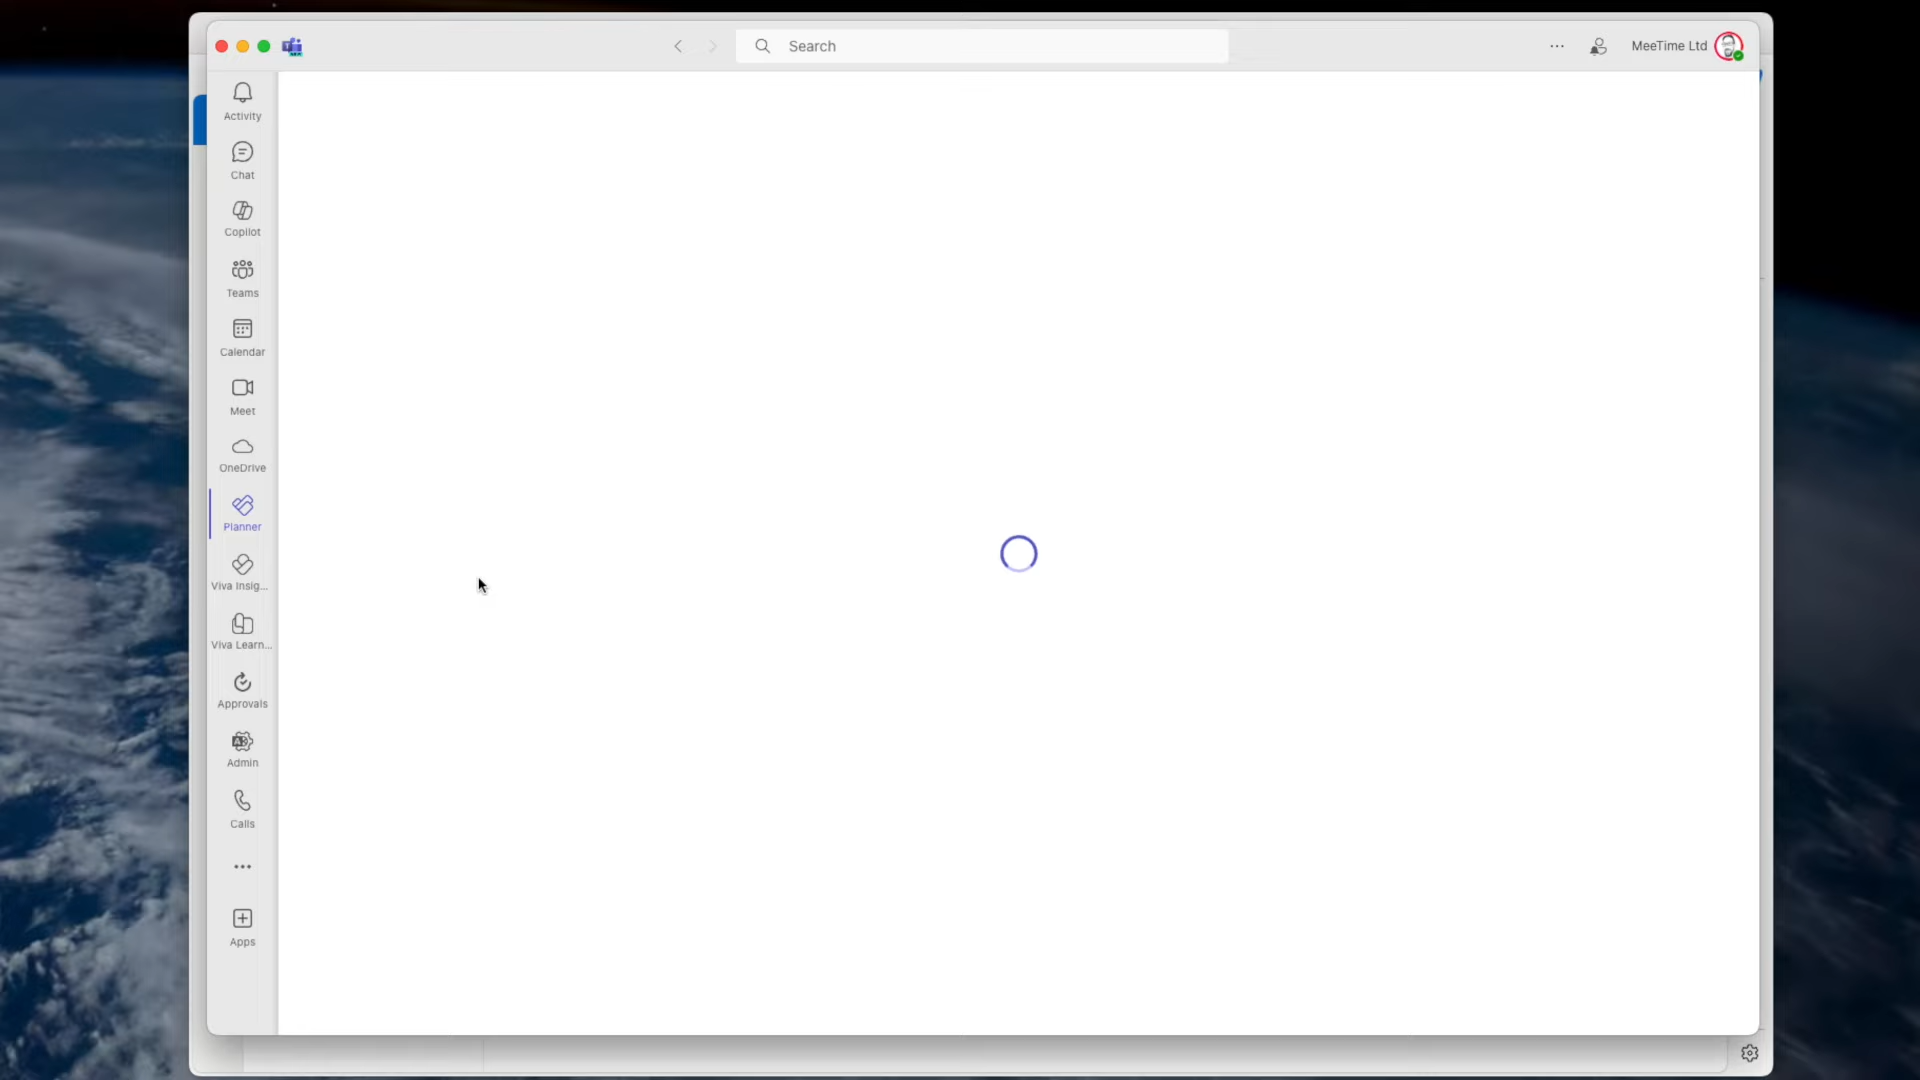 Search
MeeTime Ltd
Activity
Chat
Copilot
Teams
Calendar
Meet
OneDrive
Planner
Viva Insig...
Viva Learn...
Approvals
Admin
Calls
Apps